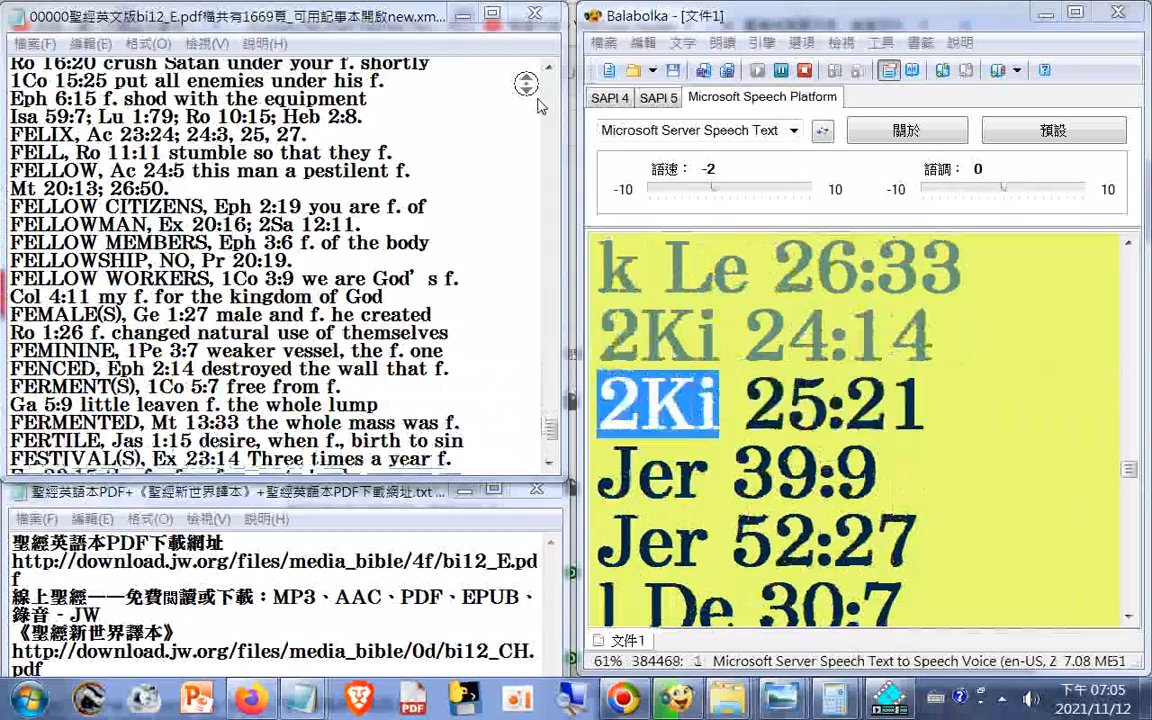 00000聖經英文版bi12_E.pdf檔共有1669頁_可用記事本開啟new.xm...
檔案(F) 編輯(E) 格式(O) 檢視(V) 說明(H)
Ro 16:20 crush Satan under your f. shortly
1Co 15:25 put all enemies under his f.
Eph 6:15 f. shod with the equipment
Isa 59:7; Lu 1:79; Ro 10:15; Heb 2:8.
FELIX, Ac 23:24; 24:3, 25, 27.
FELL, Ro 11:11 stumble so that they f.
FELLOW, Ac 24:5 this man a pestilent f.
Mt 20:13; 26:50.
FELLOW CITIZENS, Eph 2:19 you are f. of
FELLOWMAN, Ex 20:16; 2Sa 12:11.
FELLOW MEMBERS, Eph 3:6 f. of the body
FELLOWSHIP, NO, Pr 20:19.
FELLOW WORKERS, 1Co 3:9 we are God’s f.
Col 4:11 my f. for the kingdom of God
FEMALE(S), Ge 1:27 male and f. he created
Ro 1:26 f. changed natural use of themselves
FEMININE, 1Pe 3:7 weaker vessel, the f. one
FENCED, Eph 2:14 destroyed the wall that f.
FERMENT(S), 1Co 5:7 free from f.
Ga 5:9 little leaven f. the whole lump
FERMENTED, Mt 13:33 the whole mass was f.
FERTILE, Jas 1:15 desire, when f., birth to sin
FESTIVAL(S), Ex 23:14 Three times a year f.
聖經英語本PDF+《聖經新世界譯本》+聖經英語本PDF下載網址.txt ...
檔案(F) 編輯(E) 格式(O) 檢視(V) 說明(H)
聖經英語本PDF下載網址
http://download.jw.org/files/media_bible/4f/bi12_E.pd
f
線上聖經——免費閱讀或下載：MP3、AAC、PDF、EPUB、
錄音 - JW
《聖經新世界譯本》
http://download.jw.org/files/media_bible/0d/bi12_CH.
pdf
Balabolka - [文件1]
檔案 編輯 文字 朗讀 引擎 選項 檢視 工具 書籤 說明
SAPI 4 SAPI 5 Microsoft Speech Platform
Microsoft Server Speech Text 關於 預設
語速： -2 語調： 0
-10 10 -10 10
k Le 26:33
2Ki 24:14
2Ki 25:21
Jer 39:9
Jer 52:27
l De 30:7
文件1
61% 384468: 1 Microsoft Server Speech Text to Speech Voice (en-US, Z 7.08 ME51
下午 07:05
2021/11/12